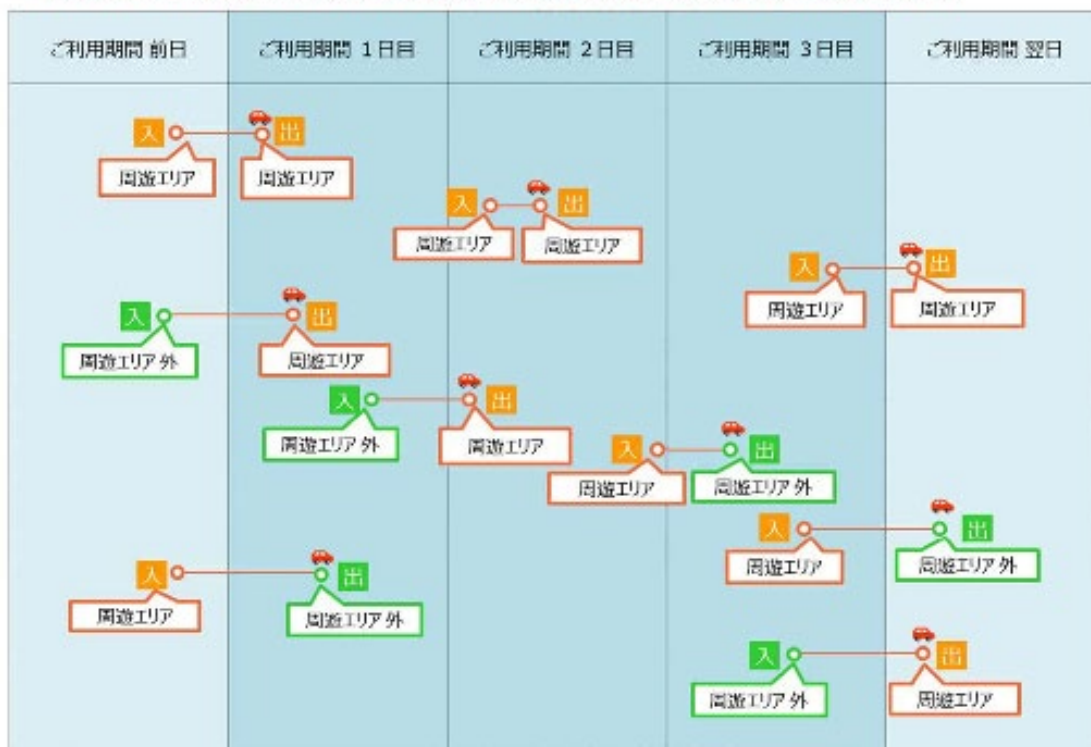 ご利用期間 前日
ご利用期間 1日目
ご利用期間 2日目
ご利用期間 3日目
ご利用期間 翌日
入
出
周遊エリア
周遊エリア
入
出
周遊エリア
周遊エリア
入
出
周遊エリア
周遊エリア
入
出
周遊エリア 外
周遊エリア
入
出
周遊エリア 外
周遊エリア
入
出
周遊エリア
周遊エリア 外
入
出
周遊エリア
周遊エリア 外
入
出
周遊エリア
周遊エリア 外
入
出
周遊エリア 外
周遊エリア